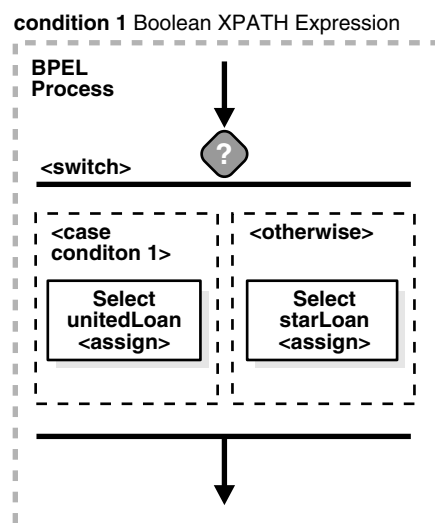 condition 1 Boolean XPATH Expression
BPEL
Process
?
<switch>
<case
conditon 1>
Select
unitedLoan
<assign>
<otherwise>
Select
starLoan
<assign>